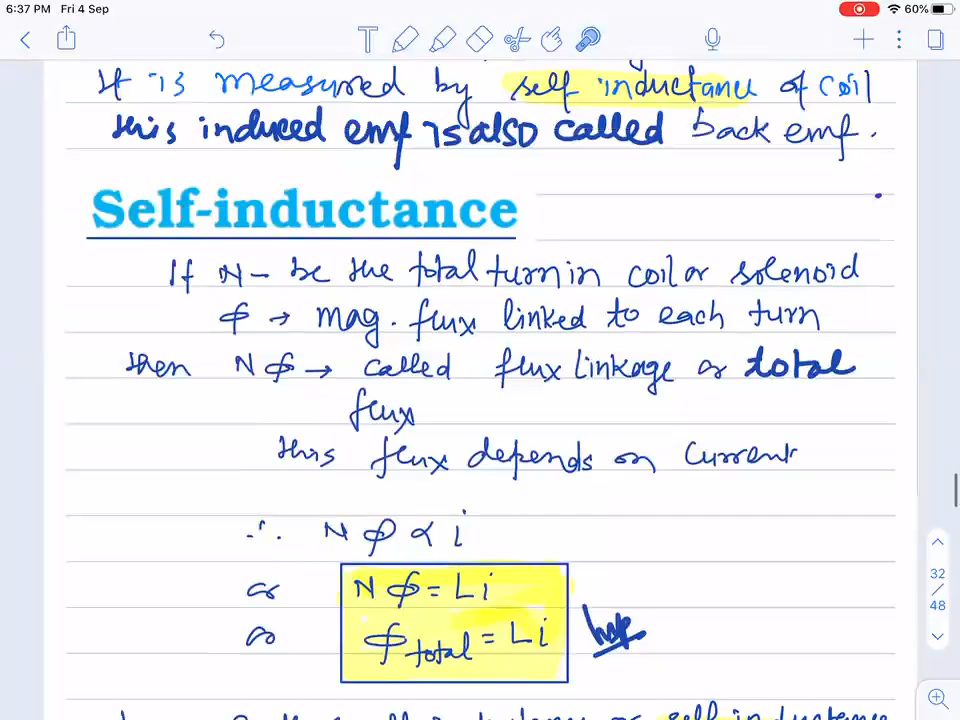 6:37 PM Fri 4 Sep
60%
It is measured by self inductance of coil
this induced emf is also called back emf.
Self-inductance
If N- be the total turn in coil or solenoid
ϕ → mag. flux linked to each turn
then Nϕ → called flux linkage or total
flux
this flux depends on current
∴ Nϕ ∝ i
or Nϕ = Li
or ϕtotal = Li
32
/
48
self inductance